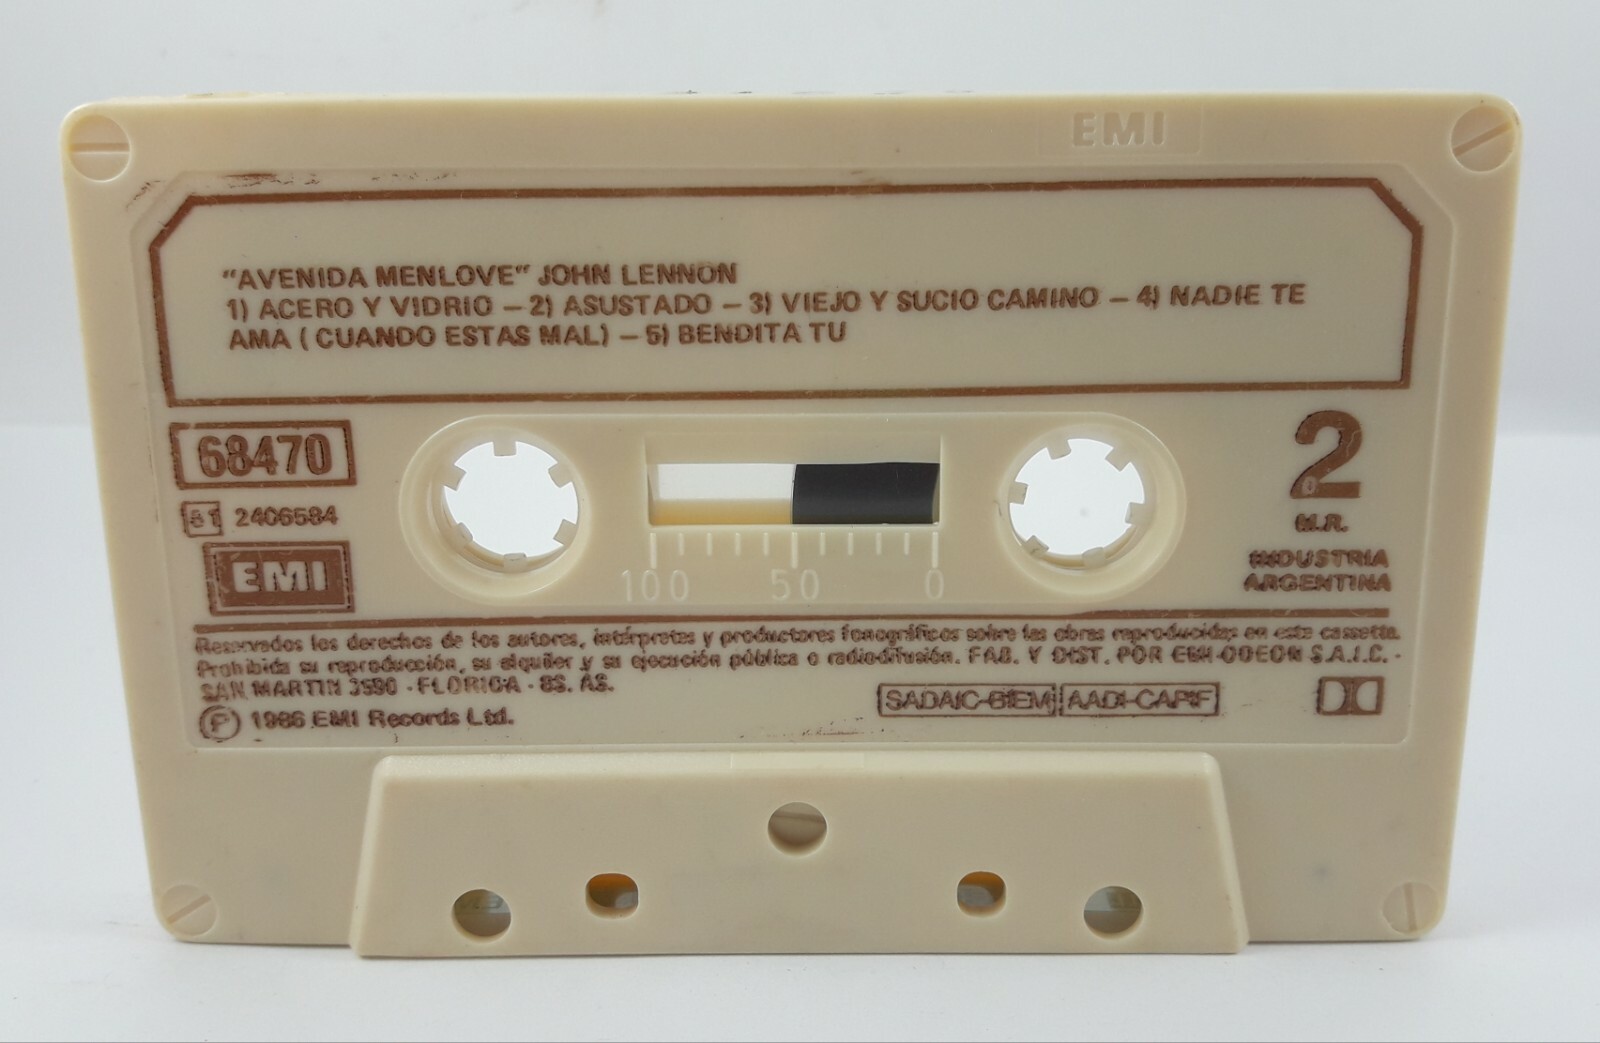 EMI
"AVENIDA MENLOVE" JOHN LENNON
1) ACERO Y VIDRIO – 2) ASUSTADO – 3) VIEJO Y SUCIO CAMINO – 4) NADIE TE
AMA ( CUANDO ESTAS MAL) – 5) BENDITA TU
68470
2
81 2406584
M.R.
EMI
INDUSTRIA
ARGENTINA
100 50 0
Reservados los derechos de los autores, intérpretes y productores fonográficos sobre las obras reproducidas en este cassette.
Prohibida su reproducción, su alquiler y su ejecución pública o radiodifusión. FAB. Y DIST. POR EMI-ODEON S.A.I.C. -
SAN MARTIN 3590 - FLORIDA - BS. AS.
SADAIC-BIEM AADI-CAPIF
Ⓟ 1986 EMI Records Ltd.